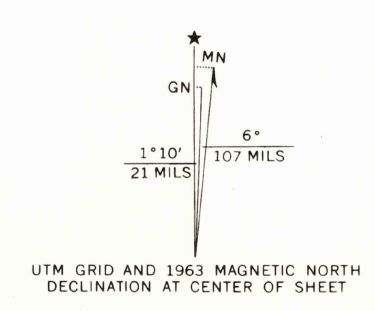 ★
MN
GN
6°
107 MILS
1°10′
21 MILS
UTM GRID AND 1963 MAGNETIC NORTH
DECLINATION AT CENTER OF SHEET